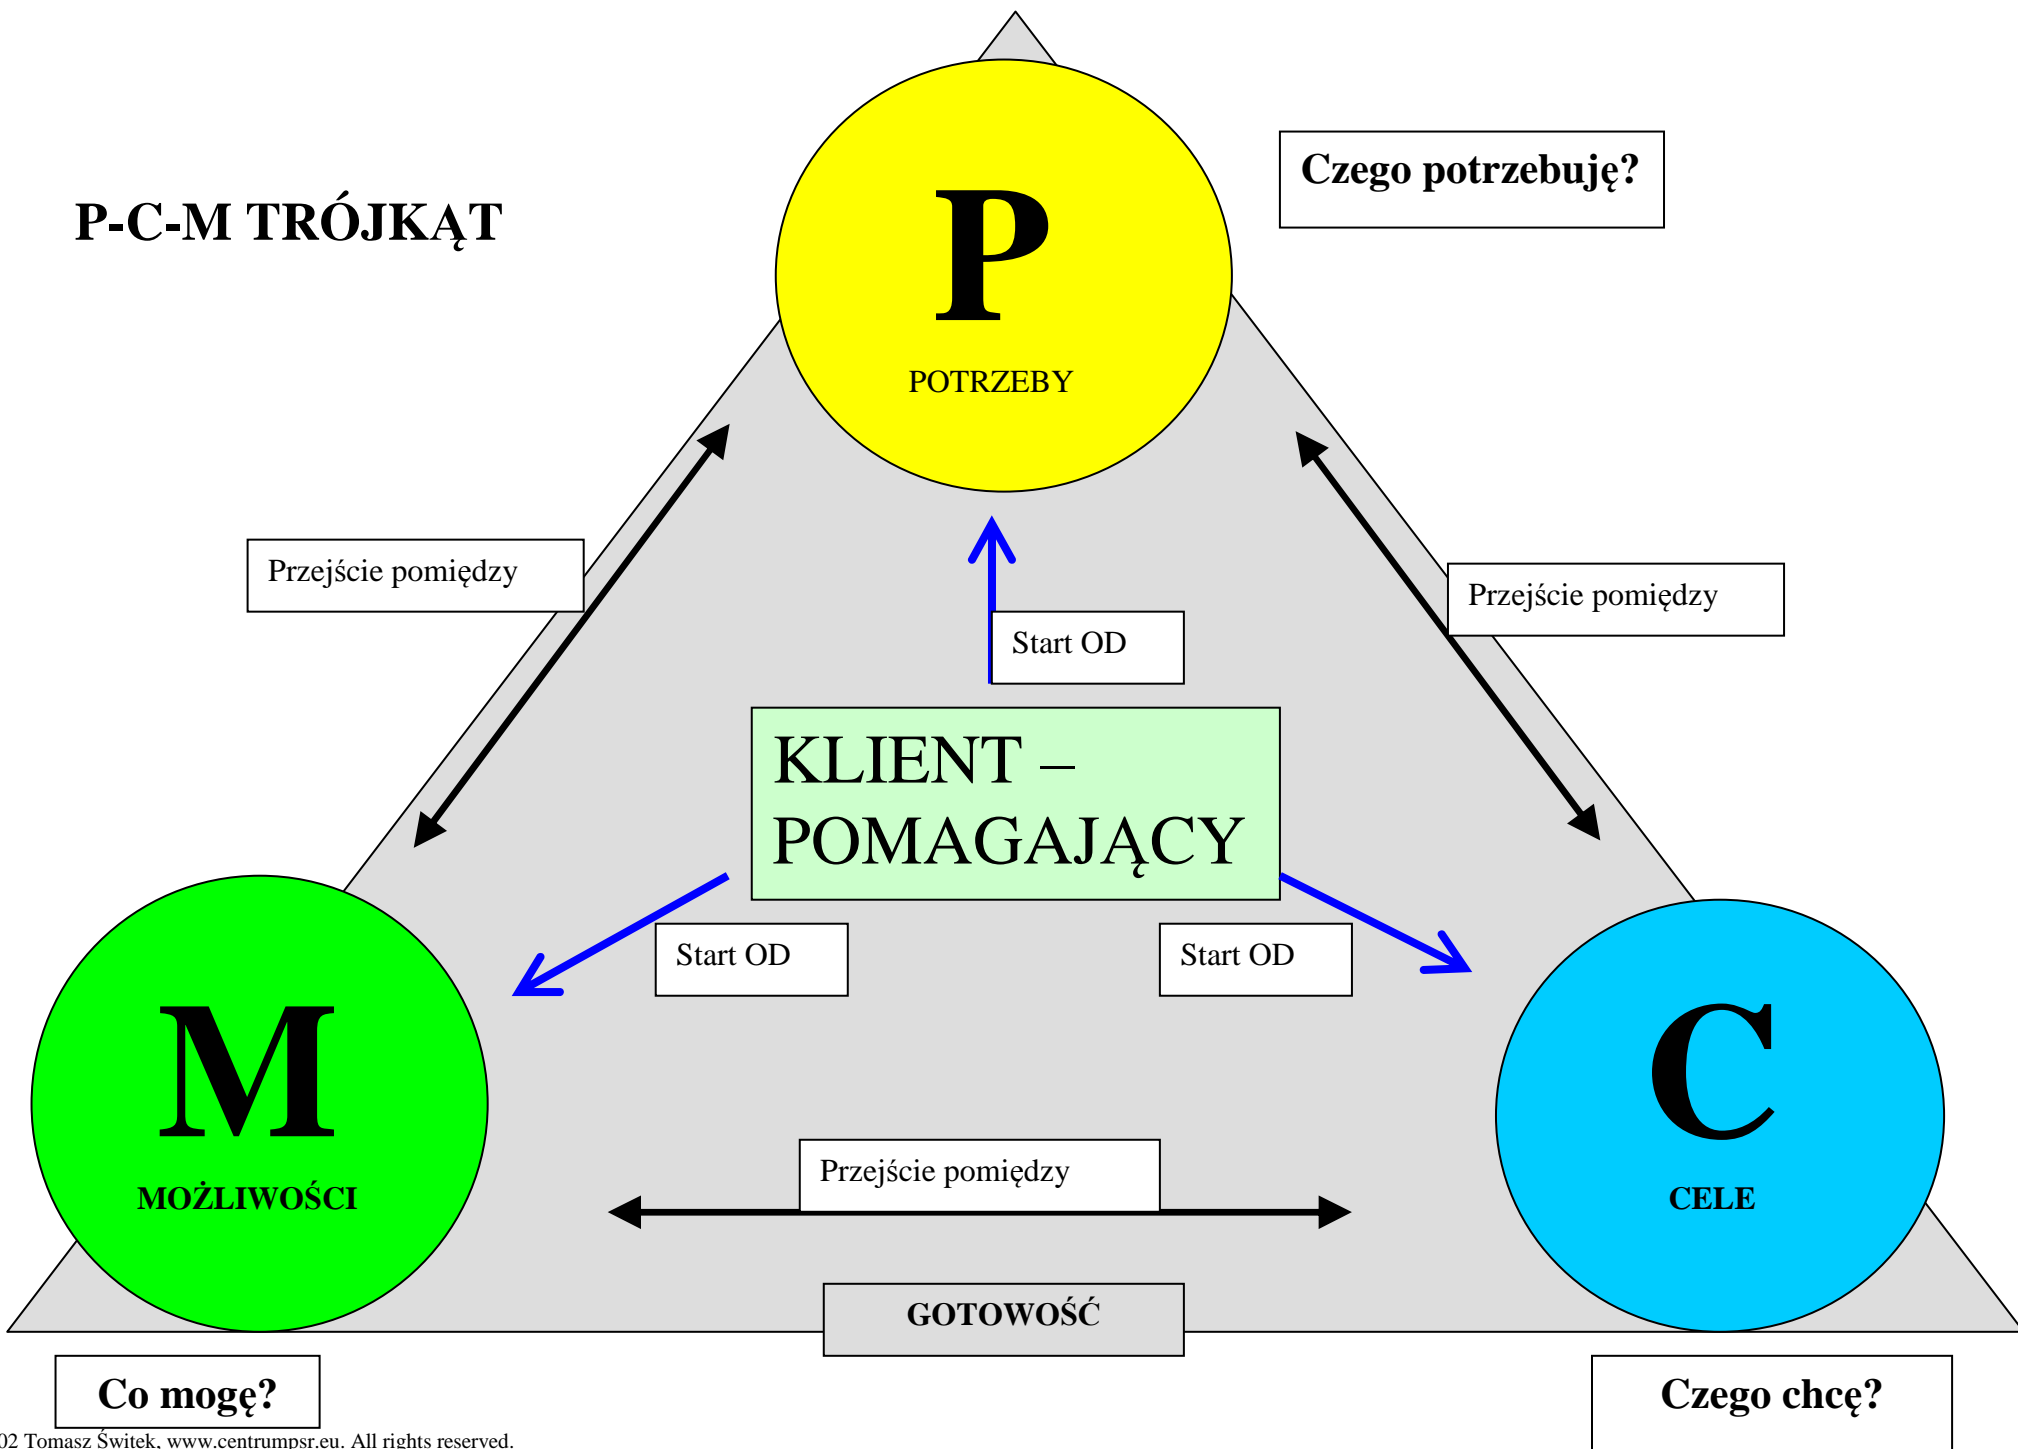 P-C-M TRÓJKĄT
P
POTRZEBY
Czego potrzebuję?
Przejście pomiędzy
Przejście pomiędzy
Start OD
KLIENT –
POMAGAJĄCY
Start OD
Start OD
M
MOŻLIWOŚCI
C
CELE
Przejście pomiędzy
GOTOWOŚĆ
Co mogę?
Czego chcę?
02 Tomasz Świtek, www.centrumpsr.eu. All rights reserved.